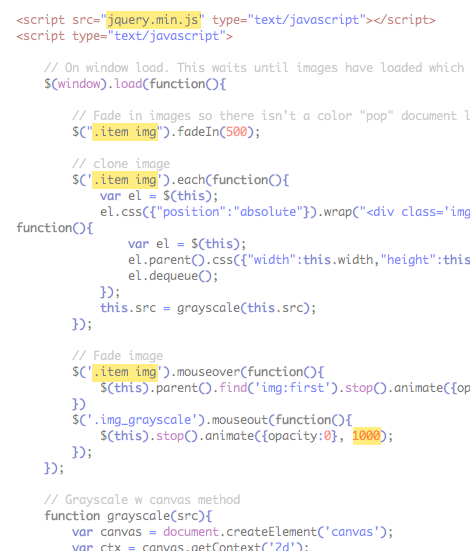 <script src="jquery.min.js" type="text/javascript"></script>
<script type="text/javascript">
// On window load. This waits until images have loaded which
$(window).load(function(){
// Fade in images so there isn't a color "pop" document l
$(".item img").fadeIn(500);
// clone image
$('.item img').each(function(){
var el = $(this);
el.css({"position":"absolute"}).wrap("<div class='img
function(){
var el = $(this);
el.parent().css({"width":this.width,"height":this
el.dequeue();
});
this.src = grayscale(this.src);
});
// Fade image
$('.item img').mouseover(function(){
$(this).parent().find('img:first').stop().animate({op
})
$('.img_grayscale').mouseout(function(){
$(this).stop().animate({opacity:0}, 1000);
});
});
// Grayscale w canvas method
function grayscale(src){
var canvas = document.createElement('canvas');
var ctx = canvas.getContext('2d');